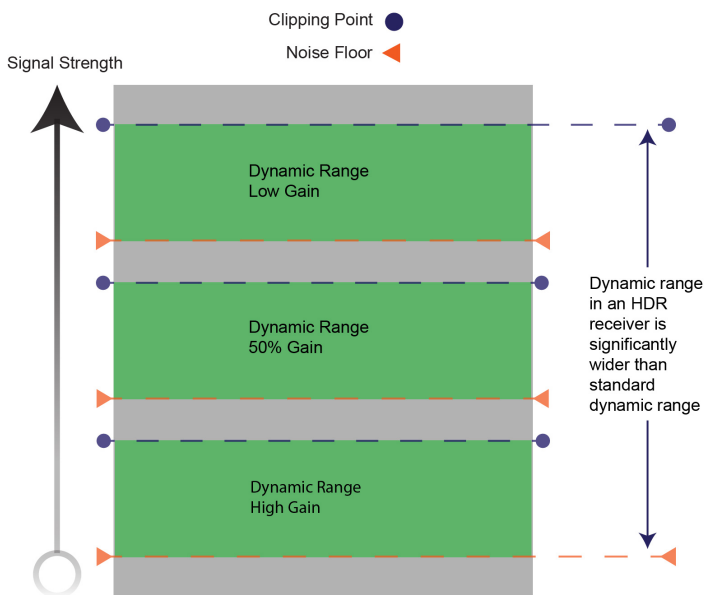 Clipping Point
Noise Floor
Signal Strength
Dynamic Range
Low Gain
Dynamic Range
50% Gain
Dynamic Range
High Gain
Dynamic range
in an HDR
receiver is
significantly
wider than
standard
dynamic range